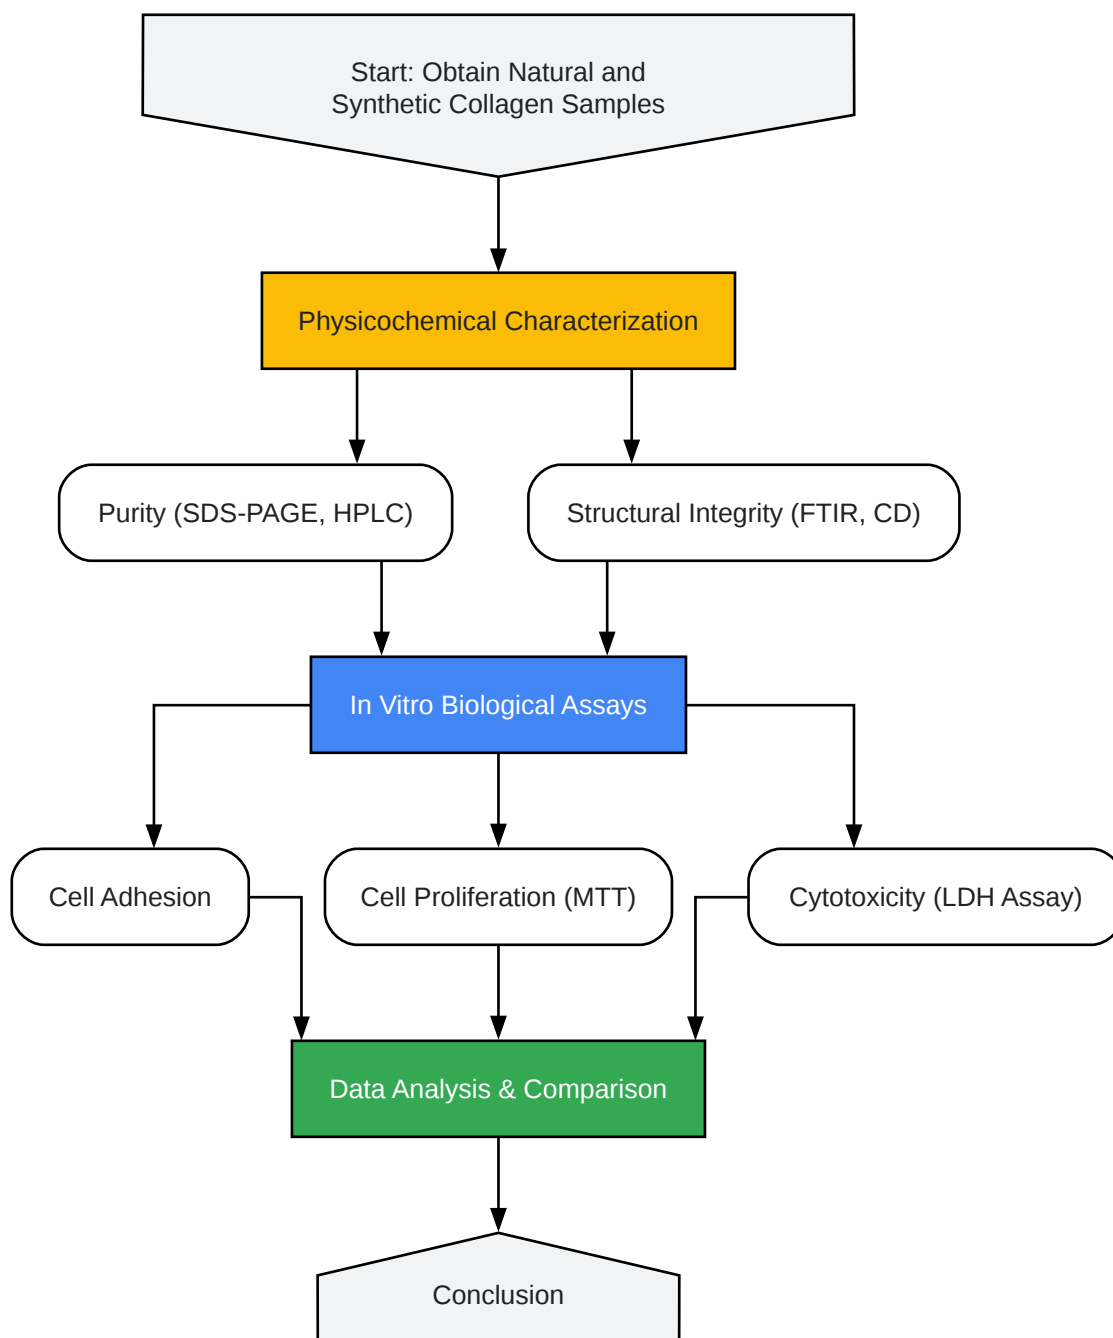 Start: Obtain Natural and
Synthetic Collagen Samples
Physicochemical Characterization
Purity (SDS-PAGE, HPLC)
Structural Integrity (FTIR, CD)
In Vitro Biological Assays
Cell Adhesion
Cell Proliferation (MTT)
Cytotoxicity (LDH Assay)
Data Analysis & Comparison
Conclusion